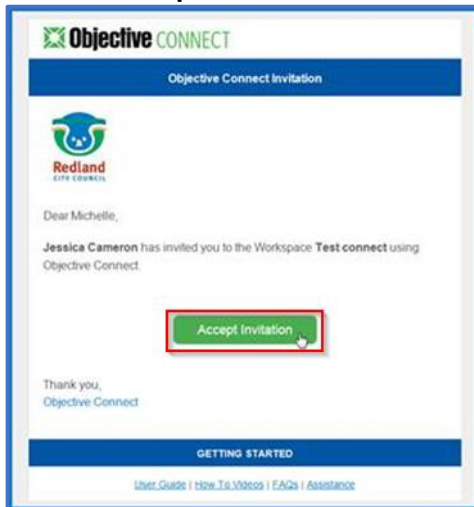 Objective CONNECT
Objective Connect Invitation
Redland
CITY COUNCIL
Dear Michelle,
Jessica Cameron has invited you to the Workspace Test connect using
Objective Connect.
Accept Invitation
Thank you,
Objective Connect
GETTING STARTED
User Guide | How To Videos | FAQs | Assistance